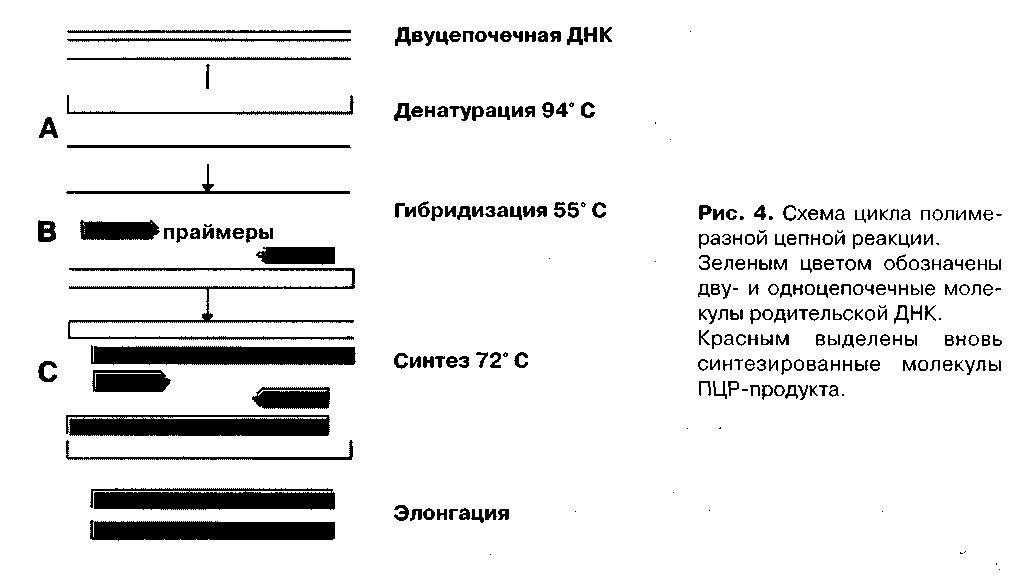 Двуцепочечная ДНК
Денатурация 94° С
А
Гибридизация 55° С
В
праймеры
Синтез 72° С
С
Элонгация
Рис. 4. Схема цикла полиме-
разной цепной реакции.
Зеленым цветом обозначены
дву- и одноцепочечные моле-
кулы родительской ДНК.
Красным выделены вновь
синтезированные молекулы
ПЦР-продукта.